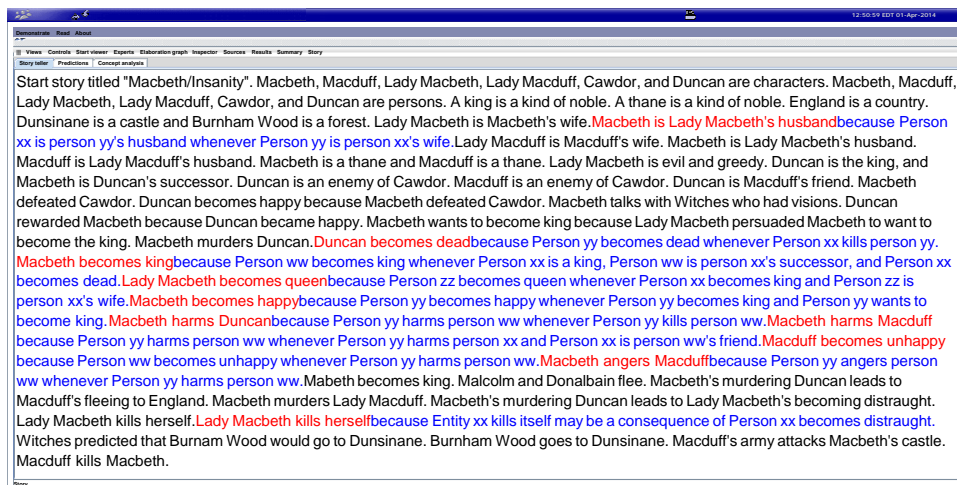 12:50:59 EDT 01-Apr-2014
Demonstrate Read About
Views Controls Start viewer Experts Elaboration graph Inspector Sources Results Summary Story
Story teller Predictions Concept analysis
Start story titled "Macbeth/Insanity". Macbeth, Macduff, Lady Macbeth, Lady Macduff, Cawdor, and Duncan are characters. Macbeth, Macduff,
Lady Macbeth, Lady Macduff, Cawdor, and Duncan are persons. A king is a kind of noble. A thane is a kind of noble. England is a country.
Dunsinane is a castle and Burnham Wood is a forest. Lady Macbeth is Macbeth's wife.Macbeth is Lady Macbeth's husbandbecause Person
xx is person yy's husband whenever Person yy is person xx's wife.Lady Macduff is Macduff's wife. Macbeth is Lady Macbeth's husband.
Macduff is Lady Macduff's husband. Macbeth is a thane and Macduff is a thane. Lady Macbeth is evil and greedy. Duncan is the king, and
Macbeth is Duncan's successor. Duncan is an enemy of Cawdor. Macduff is an enemy of Cawdor. Duncan is Macduff's friend. Macbeth
defeated Cawdor. Duncan becomes happy because Macbeth defeated Cawdor. Macbeth talks with Witches who had visions. Duncan
rewarded Macbeth because Duncan became happy. Macbeth wants to become king because Lady Macbeth persuaded Macbeth to want to
become the king. Macbeth murders Duncan.Duncan becomes deadbecause Person yy becomes dead whenever Person xx kills person yy.
Macbeth becomes kingbecause Person ww becomes king whenever Person xx is a king, Person ww is person xx's successor, and Person xx
becomes dead.Lady Macbeth becomes queenbecause Person zz becomes queen whenever Person xx becomes king and Person zz is
person xx's wife.Macbeth becomes happybecause Person yy becomes happy whenever Person yy becomes king and Person yy wants to
become king.Macbeth harms Duncanbecause Person yy harms person ww whenever Person yy kills person ww.Macbeth harms Macduff
because Person yy harms person ww whenever Person yy harms person xx and Person xx is person ww's friend.Macduff becomes unhappy
because Person ww becomes unhappy whenever Person yy harms person ww.Macbeth angers Macduffbecause Person yy angers person
ww whenever Person yy harms person ww.Mabeth becomes king. Malcolm and Donalbain flee. Macbeth's murdering Duncan leads to
Macduff's fleeing to England. Macbeth murders Lady Macduff. Macbeth's murdering Duncan leads to Lady Macbeth's becoming distraught.
Lady Macbeth kills herself.Lady Macbeth kills herselfbecause Entity xx kills itself may be a consequence of Person xx becomes distraught.
Witches predicted that Burnam Wood would go to Dunsinane. Burnham Wood goes to Dunsinane. Macduff's army attacks Macbeth's castle.
Macduff kills Macbeth.
Story